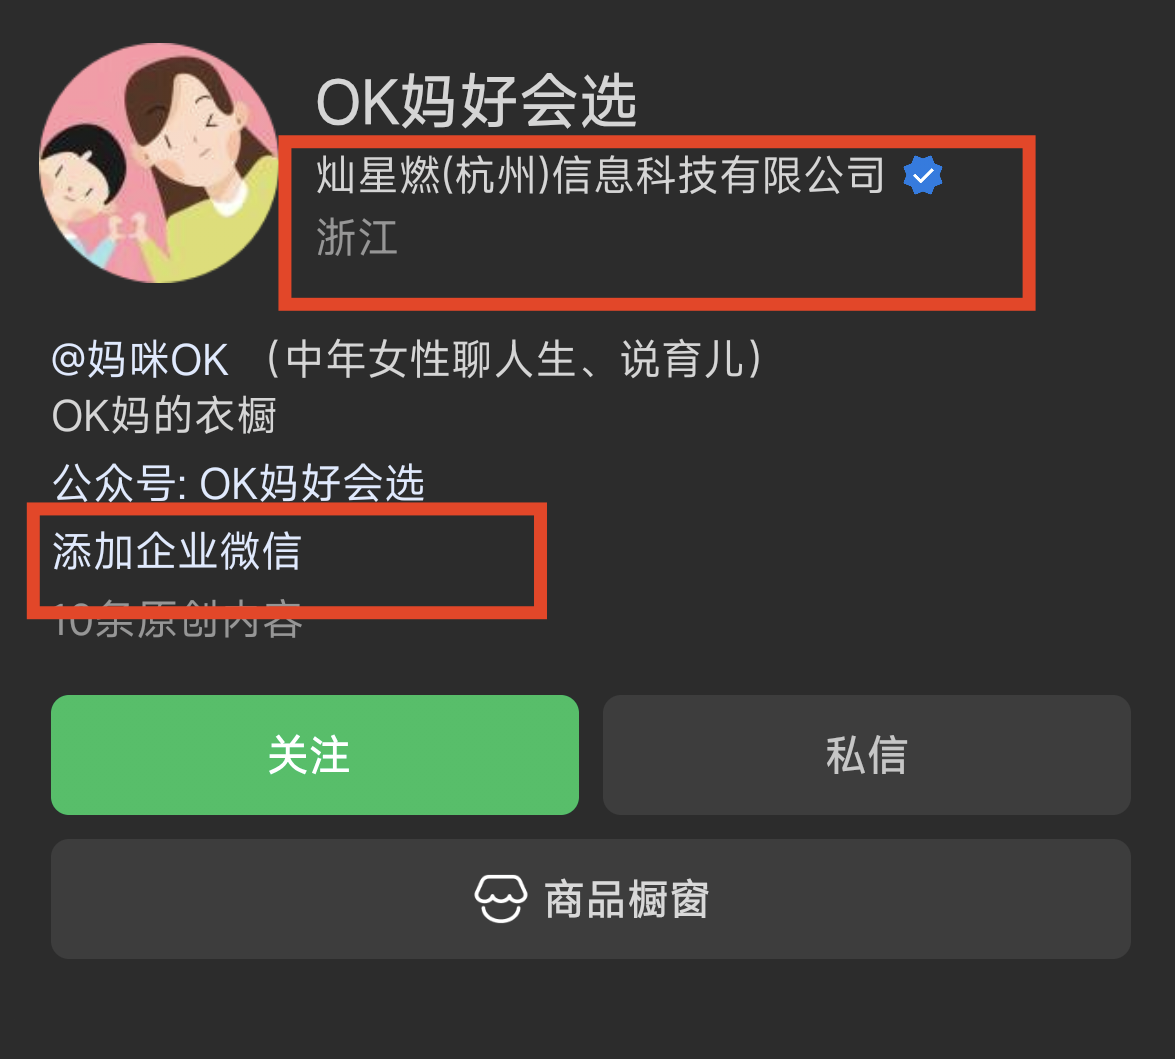 OK妈好会选
灿星燃(杭州)信息科技有限公司
浙江
@妈咪OK （中年女性聊人生、说育儿）
OK妈的衣橱
公众号: OK妈好会选
添加企业微信
10条原创内容
关注
私信
商品橱窗